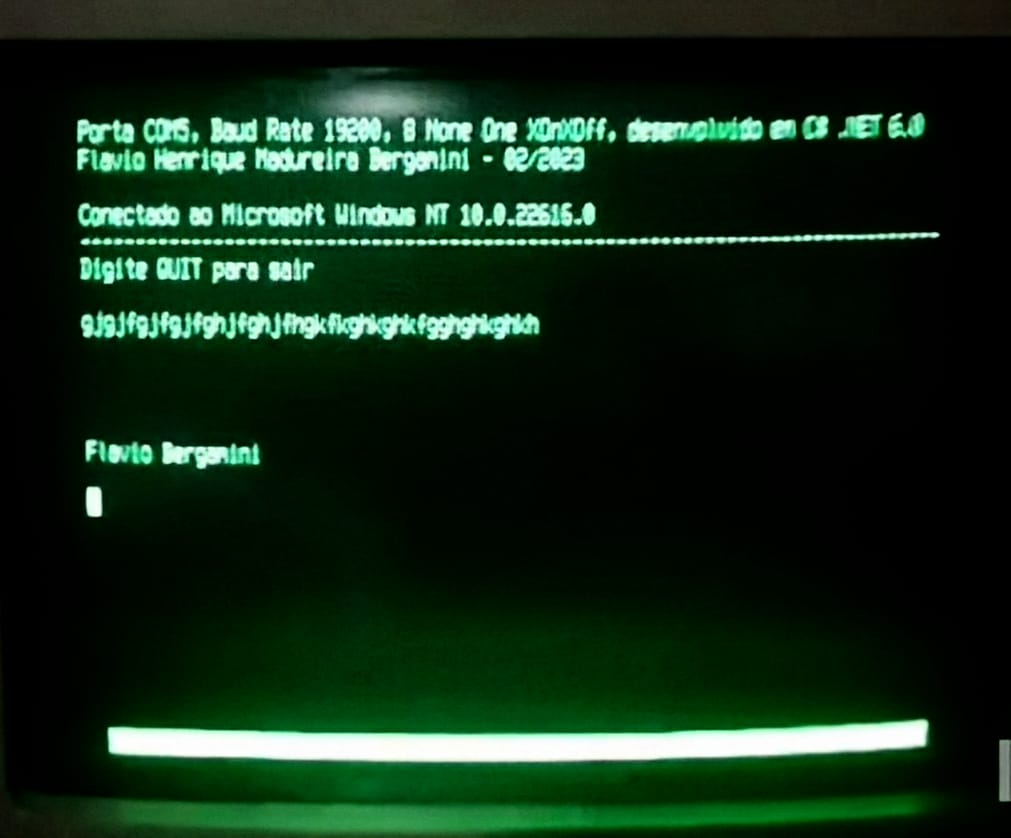 Porta COM5, Baud Rate 19200, 8 None One XOnXOff, desenvolvido em C# .NET 6.0
Flavio Henrique Madureira Bergamini - 02/2023
Conectado ao Microsoft Windows NT 10.0.22616.0
Digite QUIT para sair
gjgjfgjfgjfghjfghjfhgkfkghkghkfgghghkghkh
Flavio Bergamini